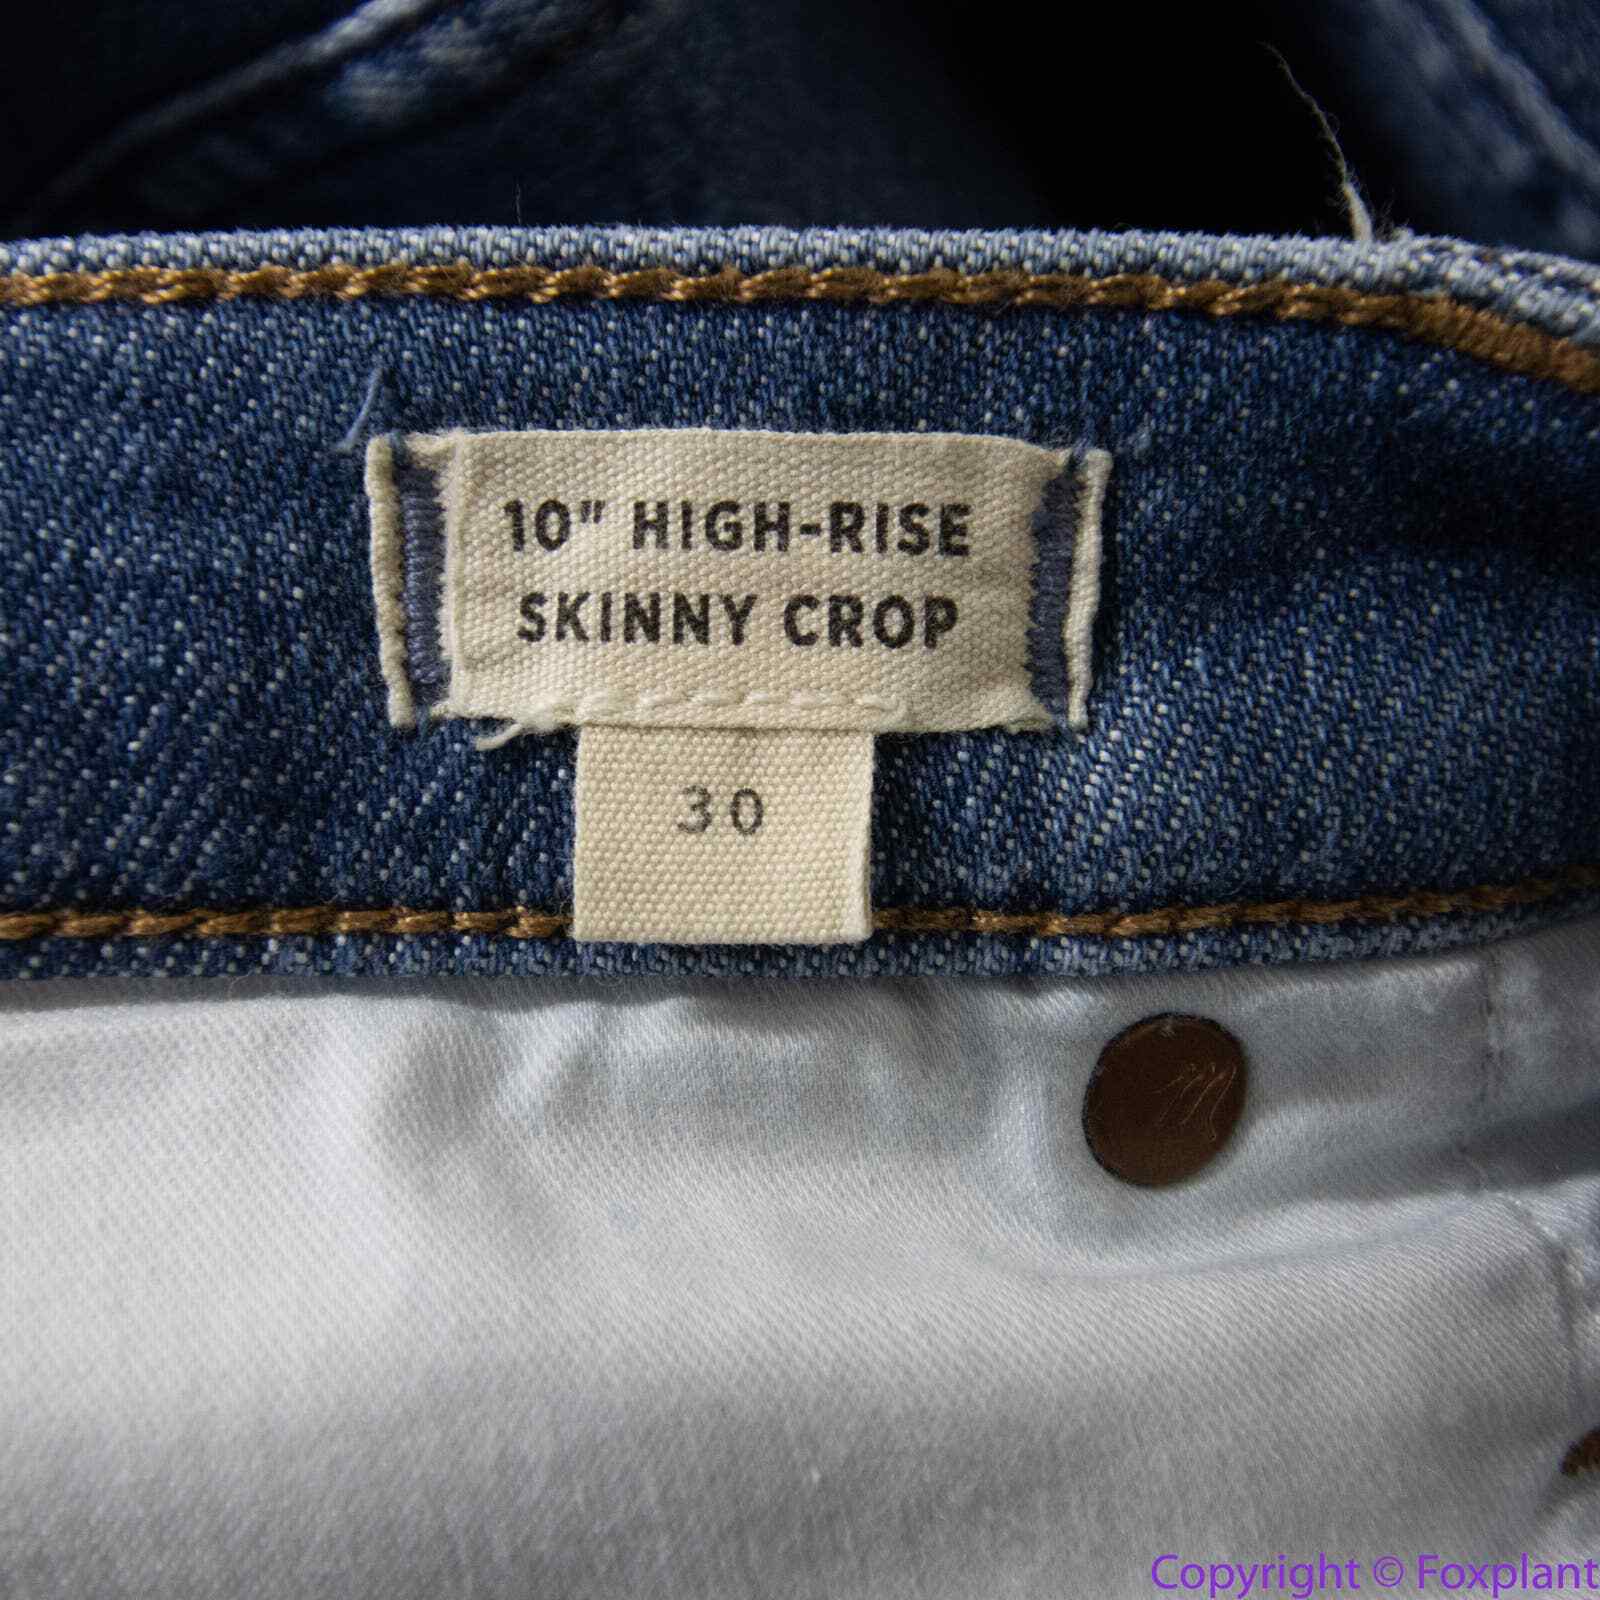 10" HIGH-RISE
SKINNY CROP
30
Copyright © Foxplant